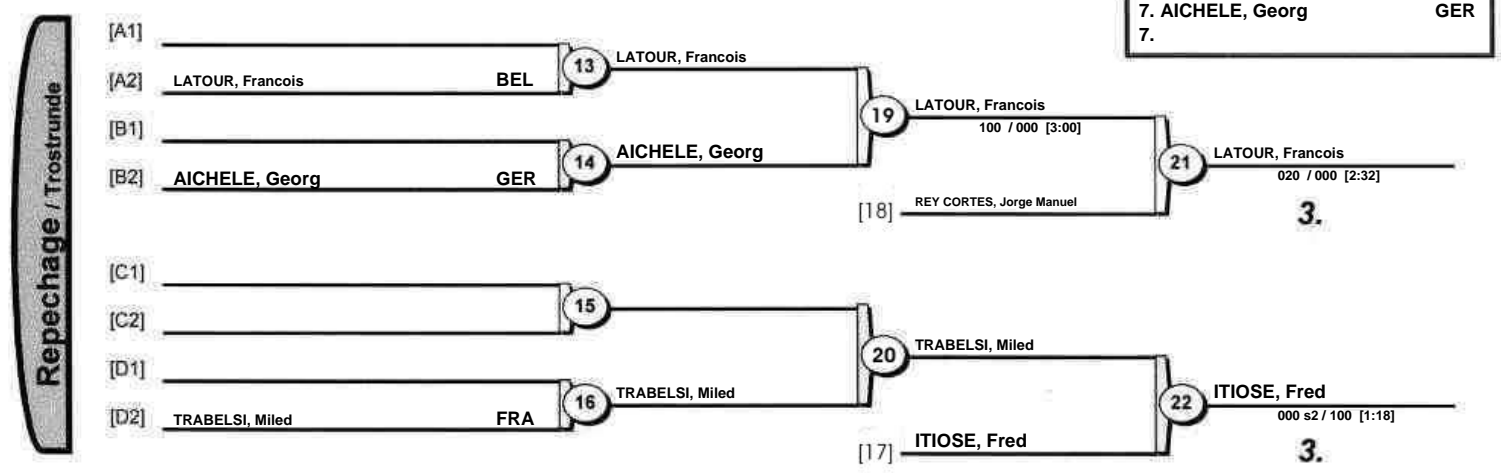 7. AICHELE, Georg GER
7.
Repechage / Trostrunde
[A1]
[A2] LATOUR, Francois BEL
13 LATOUR, Francois
[B1]
[B2] AICHELE, Georg GER
14 AICHELE, Georg
19 LATOUR, Francois
100 / 000 [3:00]
[18] REY CORTES, Jorge Manuel
21 LATOUR, Francois
020 / 000 [2:32]
3.
[C1]
[C2]
15
[D1]
[D2] TRABELSI, Miled FRA
16 TRABELSI, Miled
20 TRABELSI, Miled
[17] ITIOSE, Fred
22 ITIOSE, Fred
000 s2 / 100 [1:18]
3.